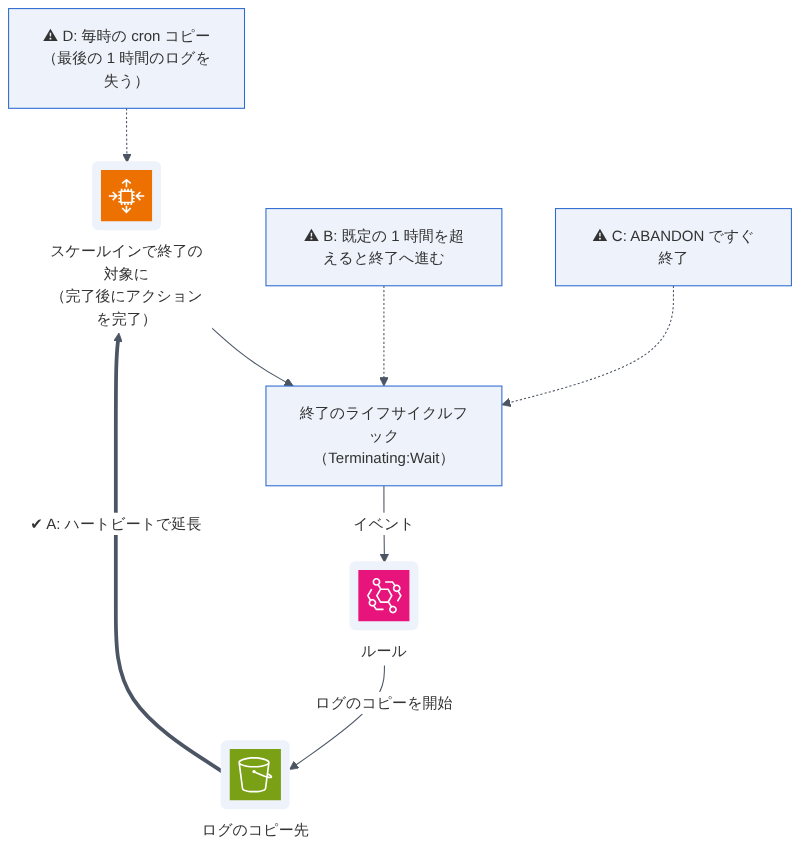 ⚠ D: 毎時の cron コピー
（最後の 1 時間のログを
失う）
スケールインで終了の
対象に
（完了後にアクション
を完了）
⚠ B: 既定の 1 時間を超
えると終了へ進む
⚠ C: ABANDON ですぐ
終了
終了のライフサイクルフ
ック
（Terminating:Wait）
✔ A: ハートビートで延長
イベント
ルール
ログのコピーを開始
ログのコピー先